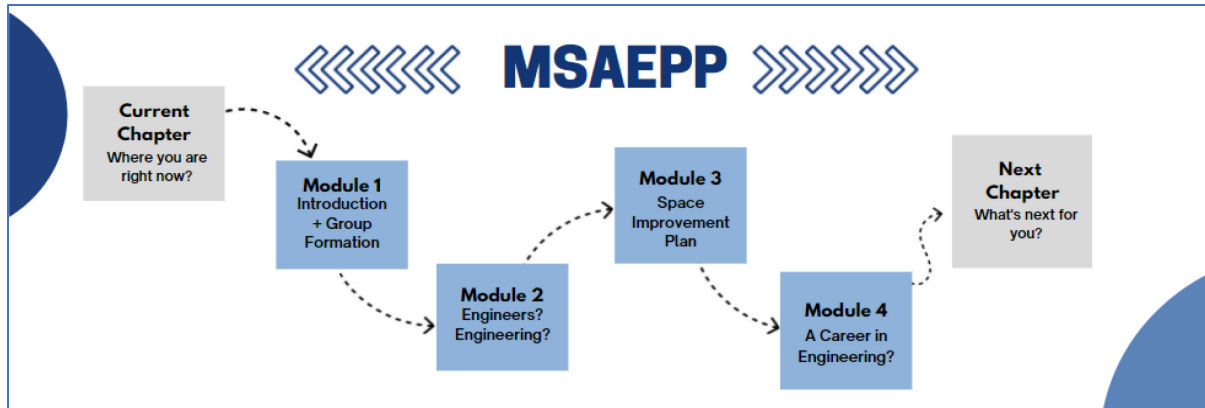 MSAEPP
Current
Chapter
Where you are
right now?
Module 1
Introduction
+ Group
Formation
Module 2
Engineers?
Engineering?
Module 3
Space
Improvement
Plan
Module 4
A Career in
Engineering?
Next
Chapter
What's next for
you?